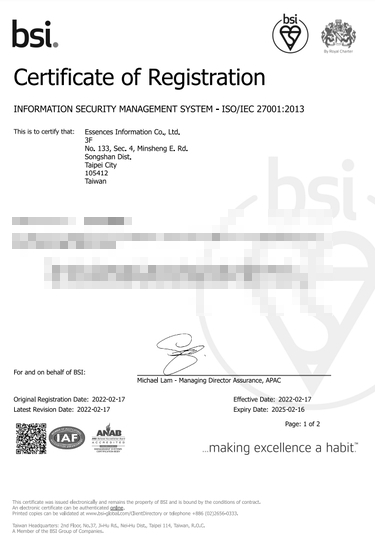 bsi.
bsi
By Royal Charter
Certificate of Registration
INFORMATION SECURITY MANAGEMENT SYSTEM - ISO/IEC 27001:2013
This is to certify that: Essences Information Co., Ltd.
3F
No. 133, Sec. 4, Minsheng E. Rd.
Songshan Dist.
Taipei City
105412
Taiwan
bsi
For and on behalf of BSI:
Michael Lam - Managing Director Assurance, APAC
Original Registration Date: 2022-02-17 Effective Date: 2022-02-17
Latest Revision Date: 2022-02-17 Expiry Date: 2025-02-16
Page: 1 of 2
IAF
ANAB
ACCREDITED
...making excellence a habit.™
This certificate was issued electronically and remains the property of BSI and is bound by the conditions of contract.
An electronic certificate can be authenticated online.
Printed copies can be validated at www.bsi-global.com/ClientDirectory or telephone +886 (02)2656-0333.
Taiwan Headquarters: 2nd Floor, No.37, Ji-Hu Rd., Nei-Hu Dist., Taipei 114, Taiwan, R.O.C.
A Member of the BSI Group of Companies.